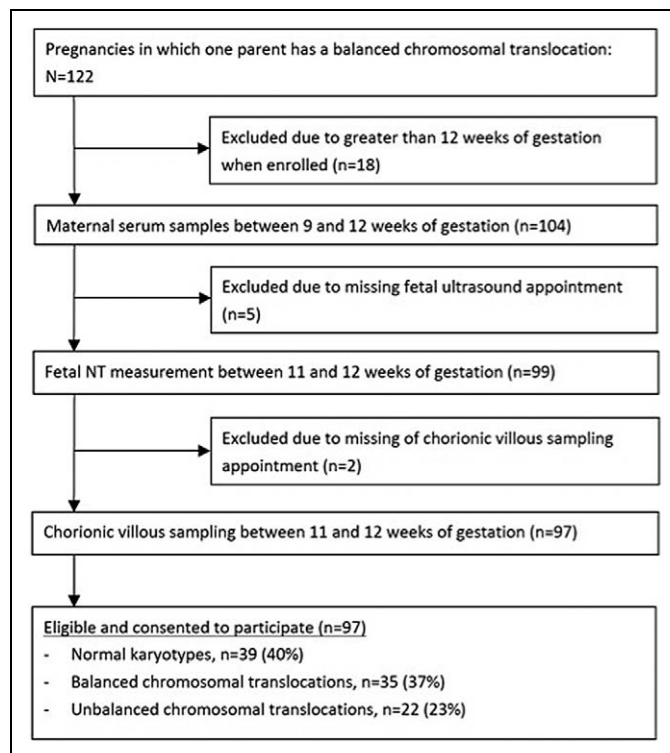 Pregnancies in which one parent has a balanced chromosomal translocation:
N=122
Excluded due to greater than 12 weeks of gestation
when enrolled (n=18)
Maternal serum samples between 9 and 12 weeks of gestation (n=104)
Excluded due to missing fetal ultrasound appointment
(n=5)
Fetal NT measurement between 11 and 12 weeks of gestation (n=99)
Excluded due to missing of chorionic villous sampling
appointment (n=2)
Chorionic villous sampling between 11 and 12 weeks of gestation (n=97)
Eligible and consented to participate (n=97)
- Normal karyotypes, n=39 (40%)
- Balanced chromosomal translocations, n=35 (37%)
- Unbalanced chromosomal translocations, n=22 (23%)